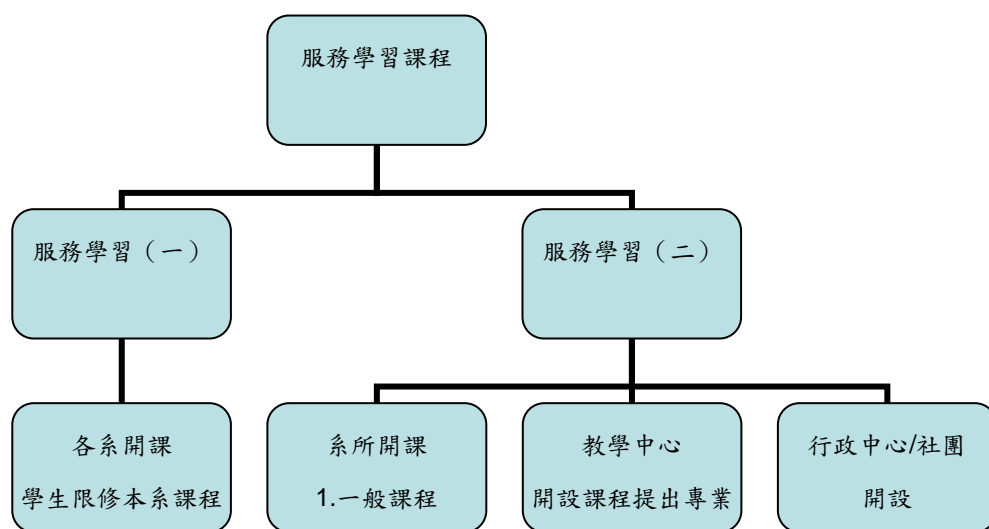 服務學習課程
服務學習（一）
服務學習（二）
各系開課
學生限修本系課程
系所開課
1.一般課程
教學中心
開設課程提出專業
行政中心/社團
開設